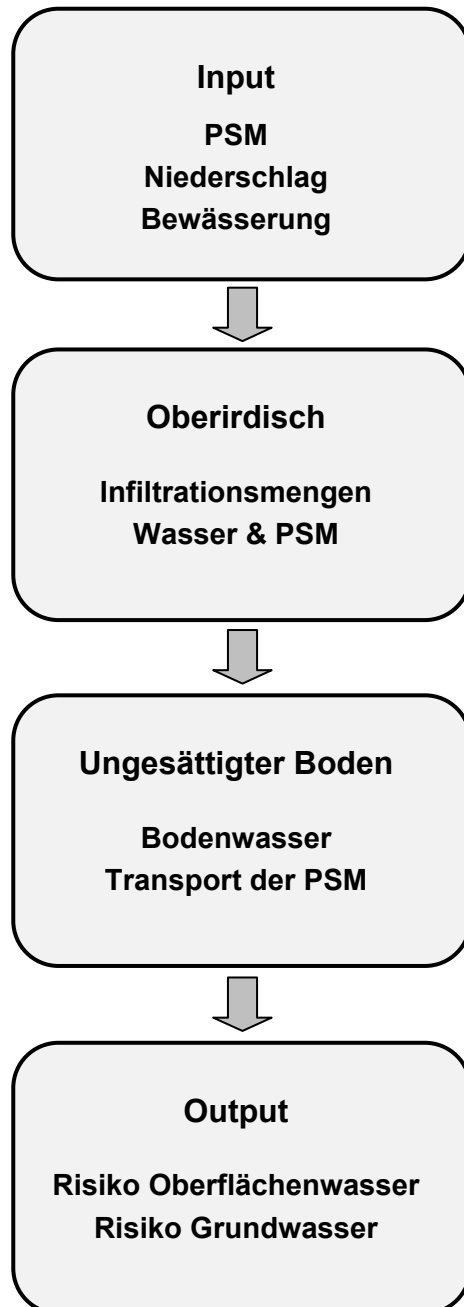 Input
PSM
Niederschlag
Bewässerung
Oberirdisch
Infiltrationsmengen
Wasser & PSM
Ungesättigter Boden
Bodenwasser
Transport der PSM
Output
Risiko Oberflächenwasser
Risiko Grundwasser